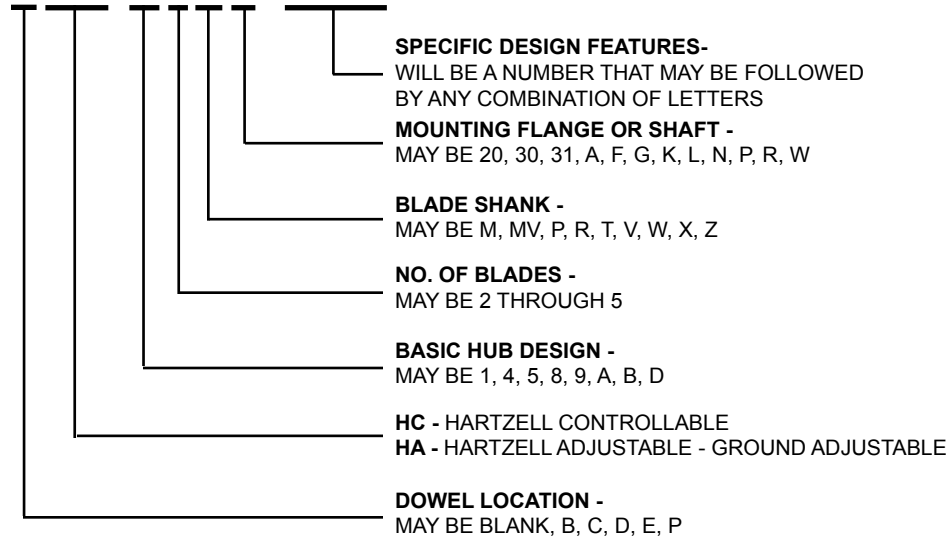 SPECIFIC DESIGN FEATURES-
WILL BE A NUMBER THAT MAY BE FOLLOWED
BY ANY COMBINATION OF LETTERS
MOUNTING FLANGE OR SHAFT -
MAY BE 20, 30, 31, A, F, G, K, L, N, P, R, W
BLADE SHANK -
MAY BE M, MV, P, R, T, V, W, X, Z
NO. OF BLADES -
MAY BE 2 THROUGH 5
BASIC HUB DESIGN -
MAY BE 1, 4, 5, 8, 9, A, B, D
HC - HARTZELL CONTROLLABLE
HA - HARTZELL ADJUSTABLE - GROUND ADJUSTABLE
DOWEL LOCATION -
MAY BE BLANK, B, C, D, E, P